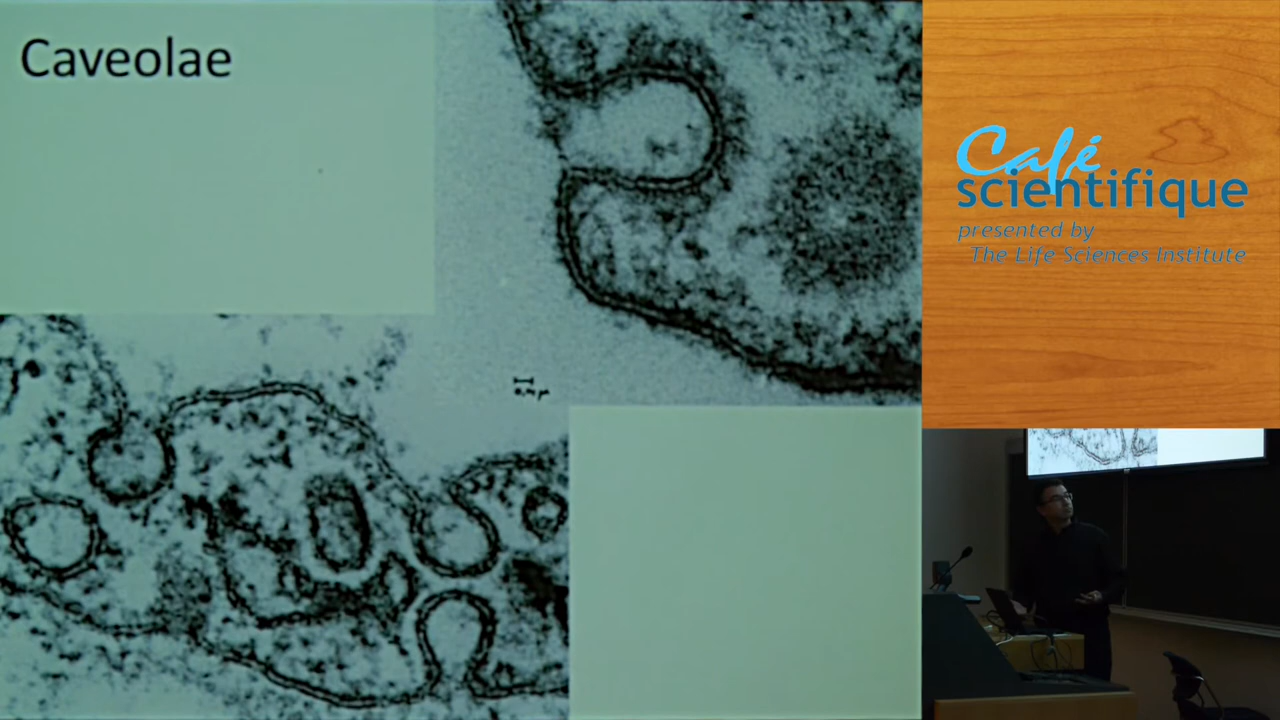 Caveolae
Café
scientifique
presented by
The Life Sciences Institute